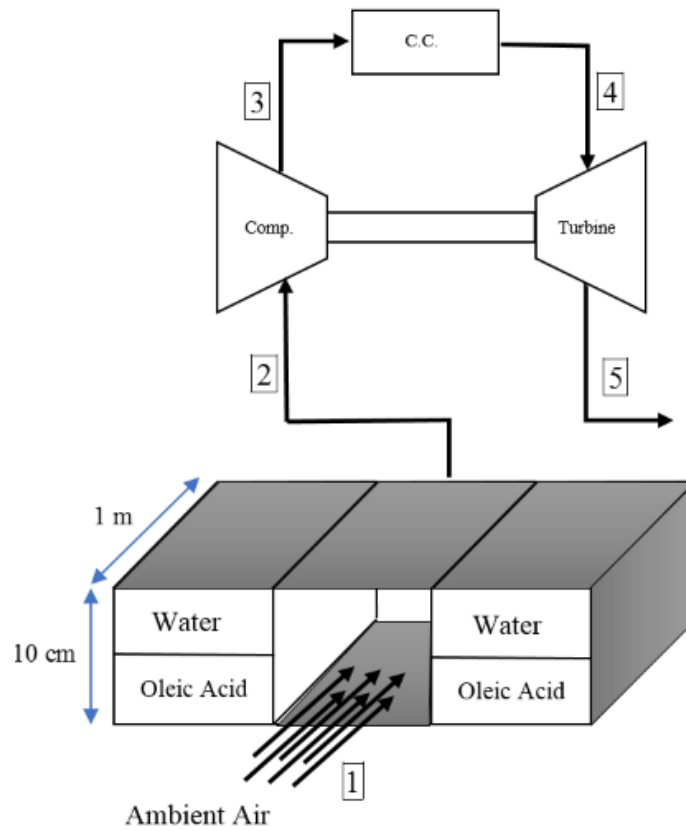 C.C.
3
4
Comp.
Turbine
2
5
1 m
10 cm
Water
Water
Oleic Acid
Oleic Acid
1
Ambient Air